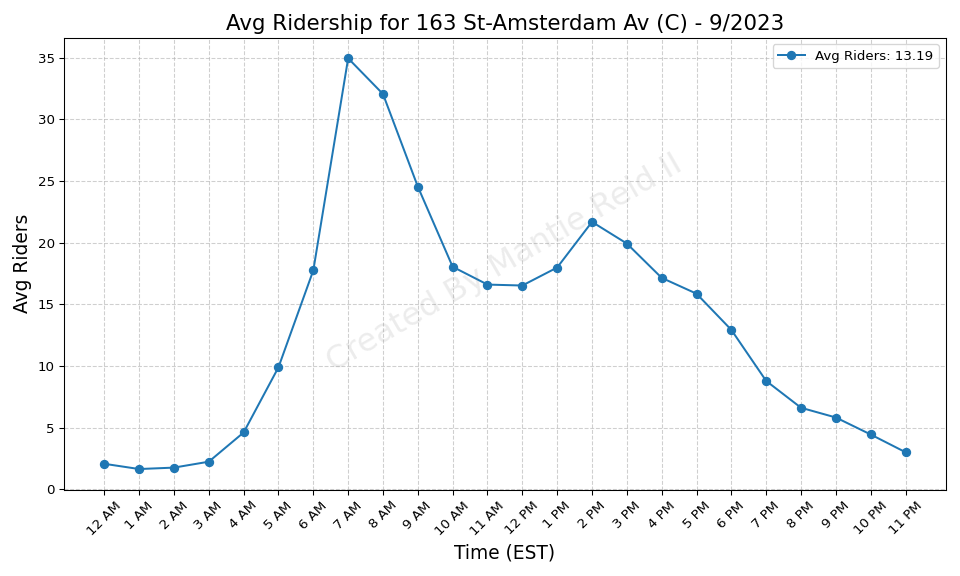 Avg Ridership for 163 St-Amsterdam Av (C) - 9/2023
Avg Riders: 13.19
35
30
25
20
15
10
5
0
Avg Riders
Created By Mantie Reid II
12 AM
1 AM
2 AM
3 AM
4 AM
5 AM
6 AM
7 AM
8 AM
9 AM
10 AM
11 AM
12 PM
1 PM
2 PM
3 PM
4 PM
5 PM
6 PM
7 PM
8 PM
9 PM
10 PM
11 PM
Time (EST)